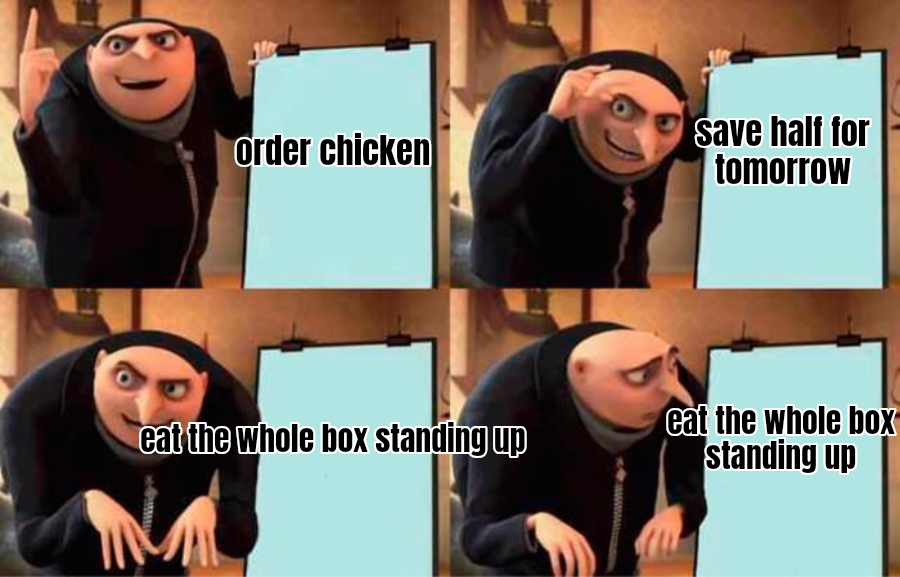 order chicken
save half for
tomorrow
eat the whole box standing up
eat the whole box
standing up